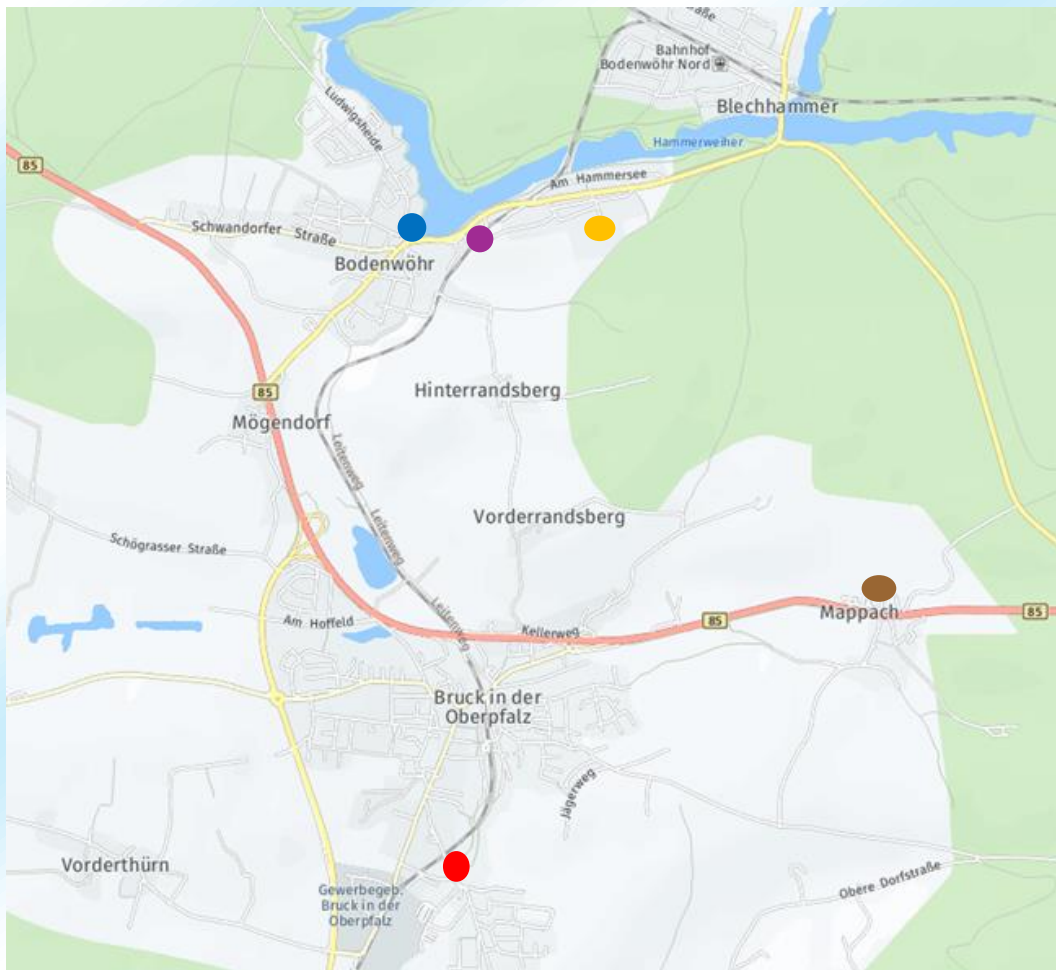 raße
Bahnhof
Bodenwöhr Nord
Blechhammer
Ludwigsheide
Hammerweiher
85
Am Hammersee
Schwandorfer Straße
Bodenwöhr
85
Hinterrandsberg
Mögendorf
Leitenweg
Vorderrandsberg
Leitenweg
Schögrasser Straße
Leitenweg
Mappach
85
85
Am Hoffeld
Kellerweg
Bruck in der
Oberpfalz
Jägerweg
Vorderthürn
Obere Dorfstraße
Gewerbegeb.
Bruck in der
Oberpfalz